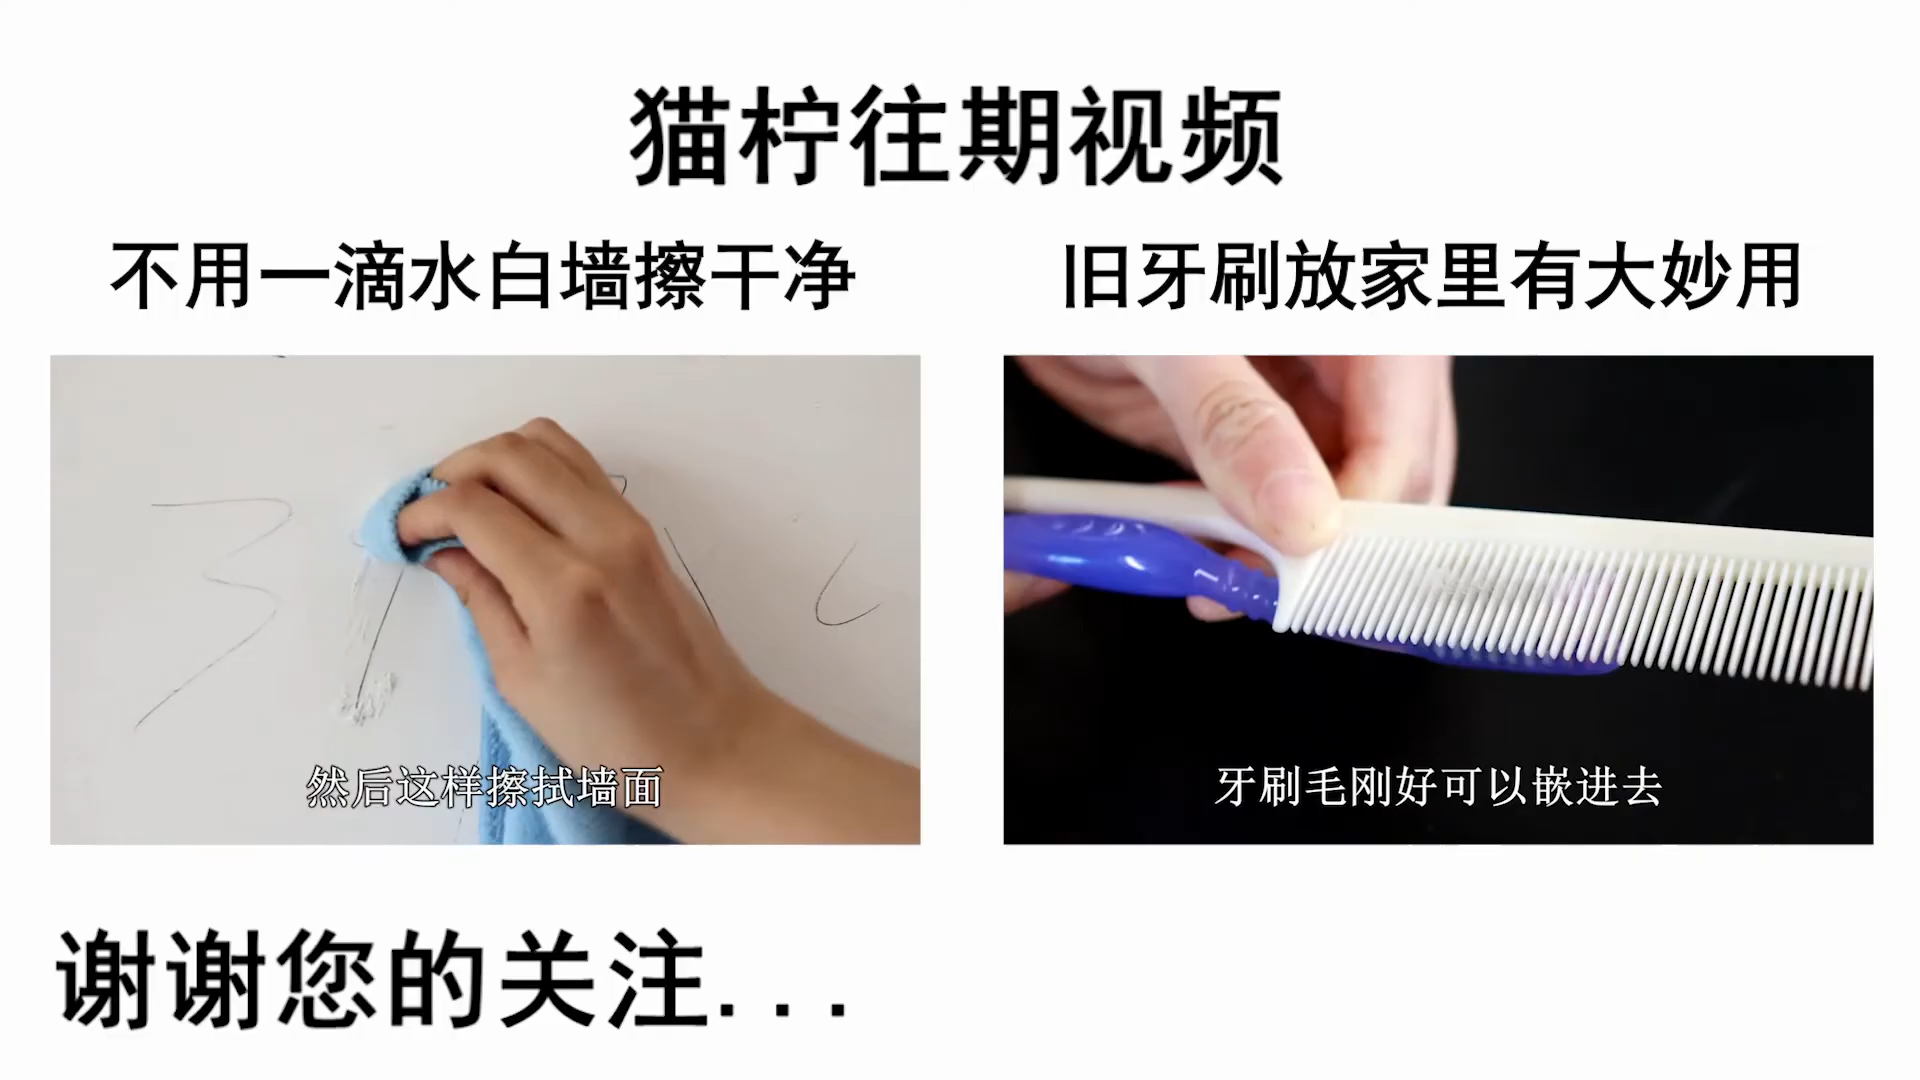 猫柠往期视频
不用一滴水白墙擦干净
旧牙刷放家里有大妙用
然后这样擦拭墙面
牙刷毛刚好可以嵌进去
谢谢您的关注...